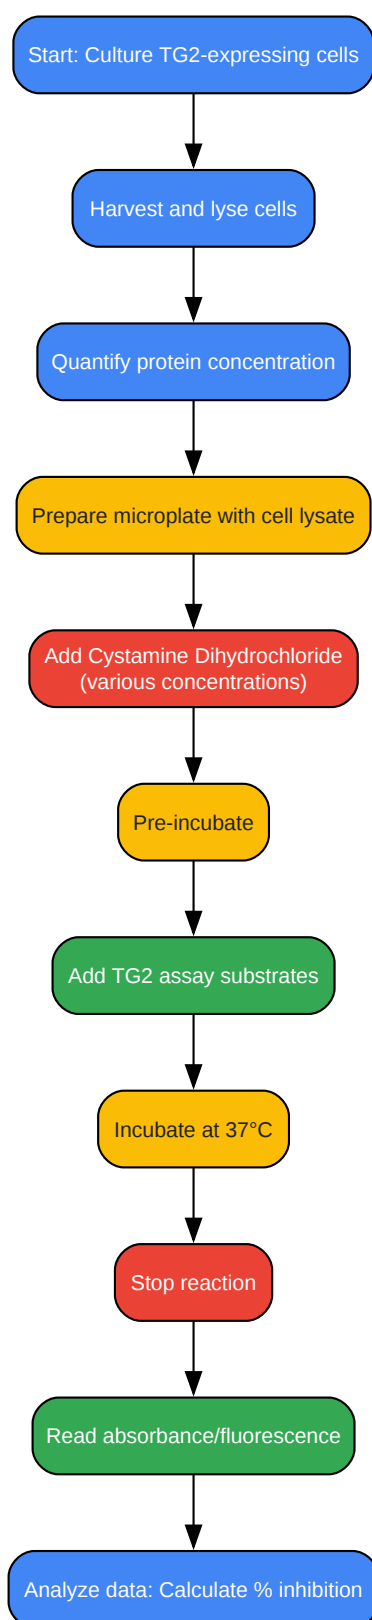 Start: Culture TG2-expressing cells
Harvest and lyse cells
Quantify protein concentration
Prepare microplate with cell lysate
Add Cystamine Dihydrochloride
(various concentrations)
Pre-incubate
Add TG2 assay substrates
Incubate at 37°C
Stop reaction
Read absorbance/fluorescence
Analyze data: Calculate % inhibition